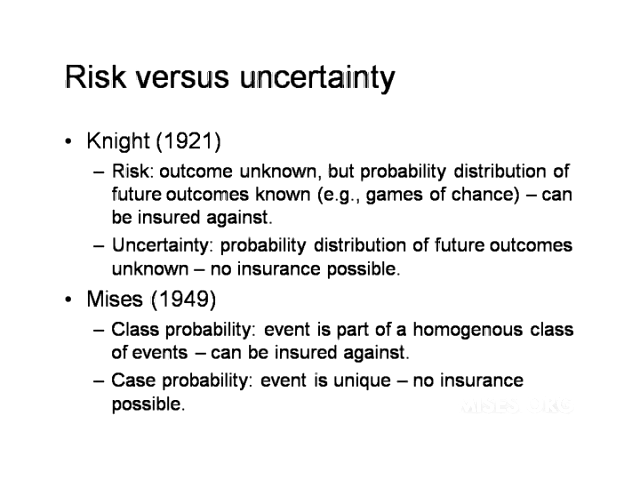 Risk versus uncertainty
• Knight (1921)
– Risk: outcome unknown, but probability distribution of
future outcomes known (e.g., games of chance) – can
be insured against.
– Uncertainty: probability distribution of future outcomes
unknown – no insurance possible.
• Mises (1949)
– Class probability: event is part of a homogenous class
of events – can be insured against.
– Case probability: event is unique – no insurance
possible.
MISES.ORG